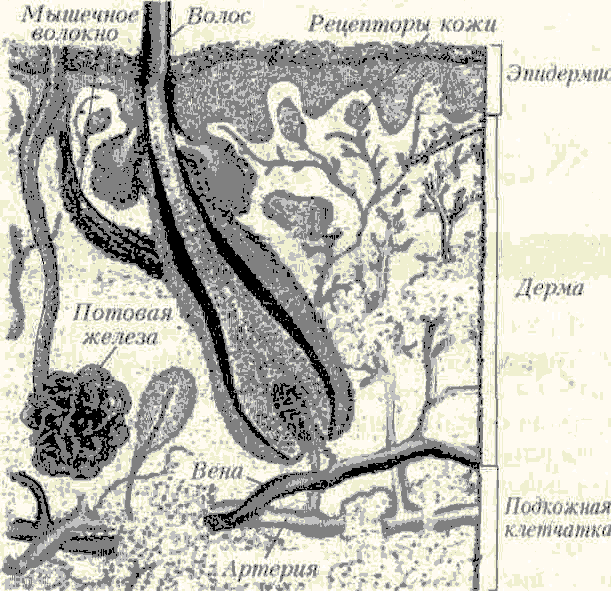 Мышечное
волокно
Волос
Рецепторы кожи
Эпидермис
Дерма
Потовая
железа
Вена
Подкожная
клетчатка
Артерия